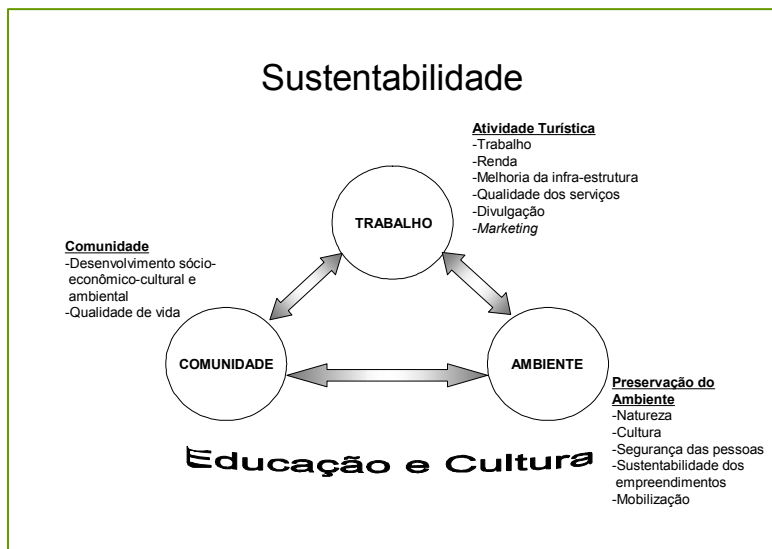 Sustentabilidade
Atividade Turística
-Trabalho
-Renda
-Melhoria da infra-estrutura
-Qualidade dos serviços
-Divulgação
-Marketing
TRABALHO
Comunidade
-Desenvolvimento sócio-
econômico-cultural e
ambiental
-Qualidade de vida
COMUNIDADE
AMBIENTE
Preservação do
Ambiente
-Natureza
-Cultura
-Segurança das pessoas
-Sustentabilidade dos
empreendimentos
-Mobilização
Educação e Cultura